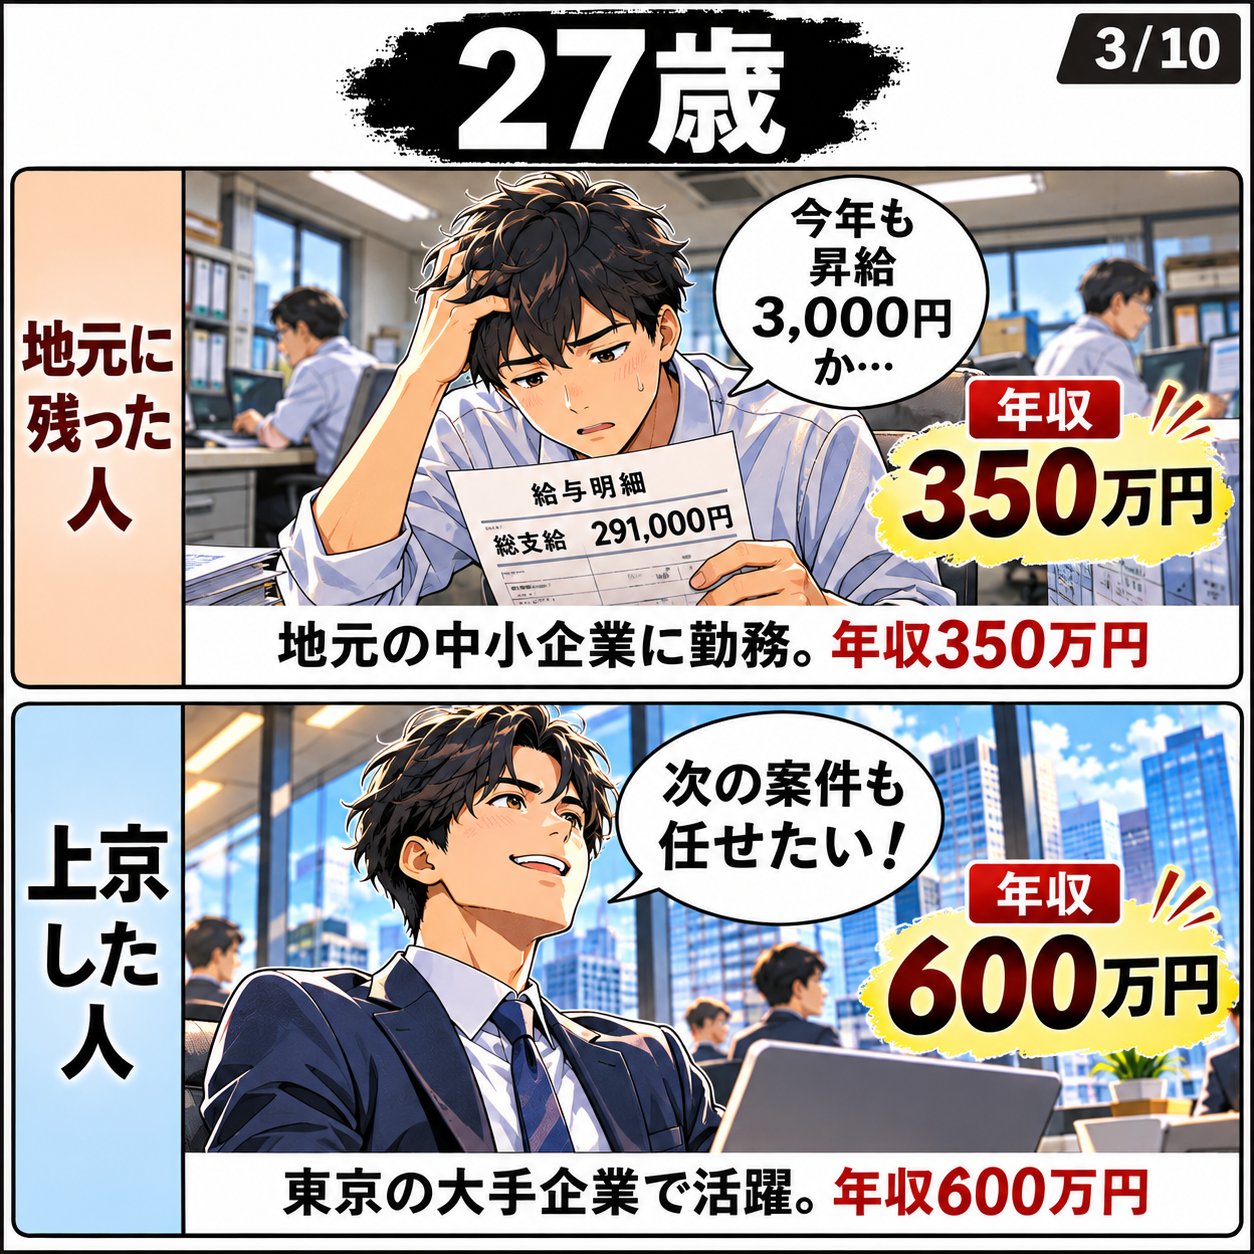 27歳
3/10
地元に
残った
人
今年も
昇給
3,000円
か…
年収
350万円
給与明細
総支給 291,000円
地元の中小企業に勤務。年収350万円
上京
した
人
次の案件も
任せたい!
年収
600万円
東京の大手企業で活躍。年収600万円